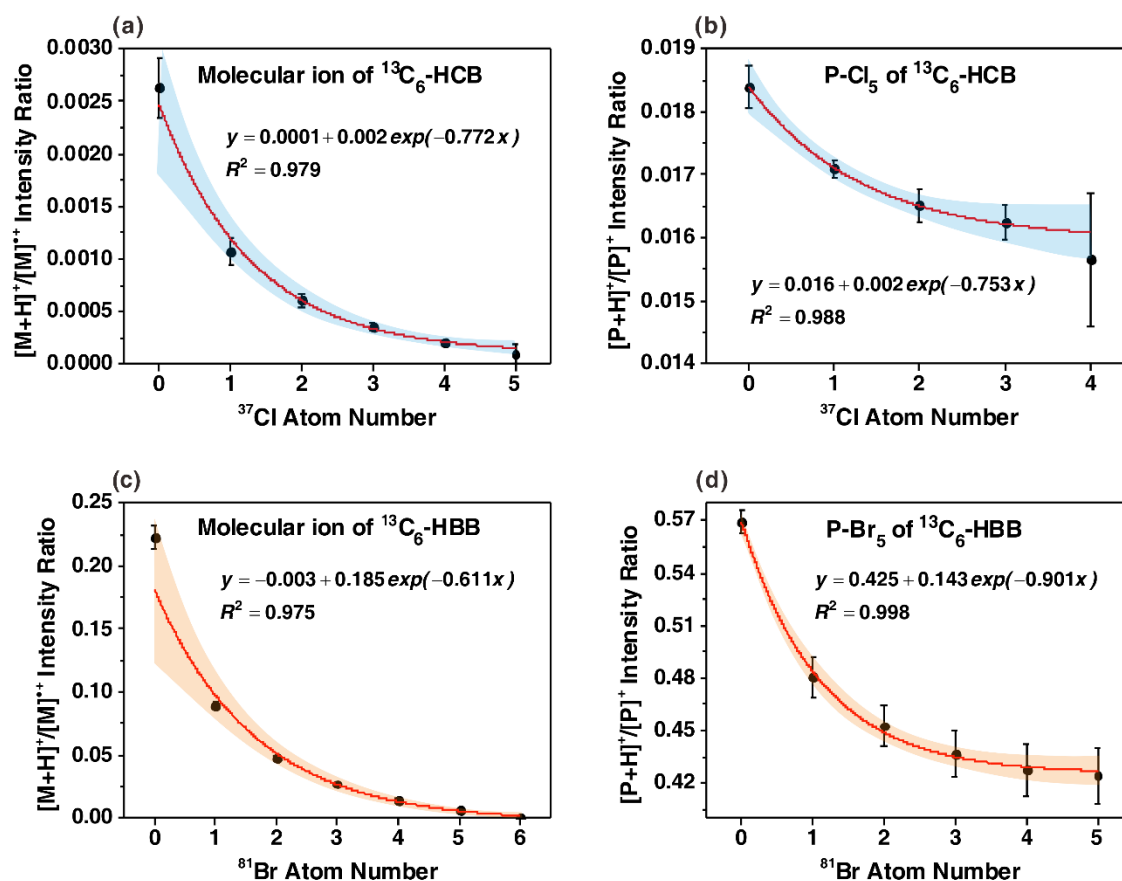 (a)
Molecular ion of ¹³C₆-HCB
y = 0.0001 + 0.002 exp(−0.772 x)
R² = 0.979
[M+H]⁺/[M]•⁺ Intensity Ratio
0.0030
0.0025
0.0020
0.0015
0.0010
0.0005
0.0000
0 1 2 3 4 5
³⁷Cl Atom Number
(b)
P-Cl₅ of ¹³C₆-HCB
y = 0.016 + 0.002 exp(−0.753 x)
R² = 0.988
[P+H]⁺/[P]⁺ Intensity Ratio
0.019
0.018
0.017
0.016
0.015
0.014
0 1 2 3 4
³⁷Cl Atom Number
(c)
Molecular ion of ¹³C₆-HBB
y = −0.003 + 0.185 exp(−0.611x)
R² = 0.975
[M+H]⁺/[M]•⁺ Intensity Ratio
0.25
0.20
0.15
0.10
0.05
0.00
0 1 2 3 4 5 6
⁸¹Br Atom Number
(d)
P-Br₅ of ¹³C₆-HBB
y = 0.425 + 0.143 exp(−0.901x)
R² = 0.998
[P+H]⁺/[P]⁺ Intensity Ratio
0.57
0.54
0.51
0.48
0.45
0.42
0 1 2 3 4 5
⁸¹Br Atom Number